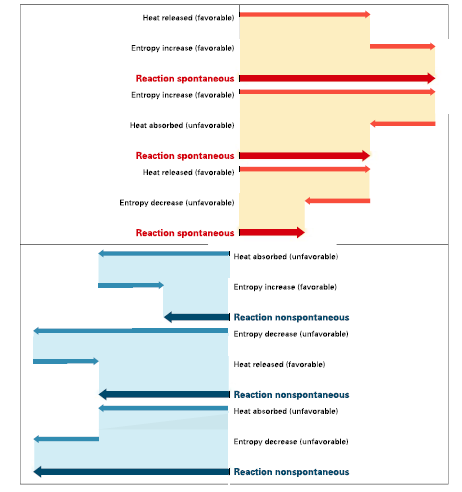 Heat released (favorable)
Entropy increase (favorable)
Reaction spontaneous
Entropy increase (favorable)
Heat absorbed (unfavorable)
Reaction spontaneous
Heat released (favorable)
Entropy decrease (unfavorable)
Reaction spontaneous
Heat absorbed (unfavorable)
Entropy increase (favorable)
Reaction nonspontaneous
Entropy decrease (unfavorable)
Heat released (favorable)
Reaction nonspontaneous
Heat absorbed (unfavorable)
Entropy decrease (unfavorable)
Reaction nonspontaneous